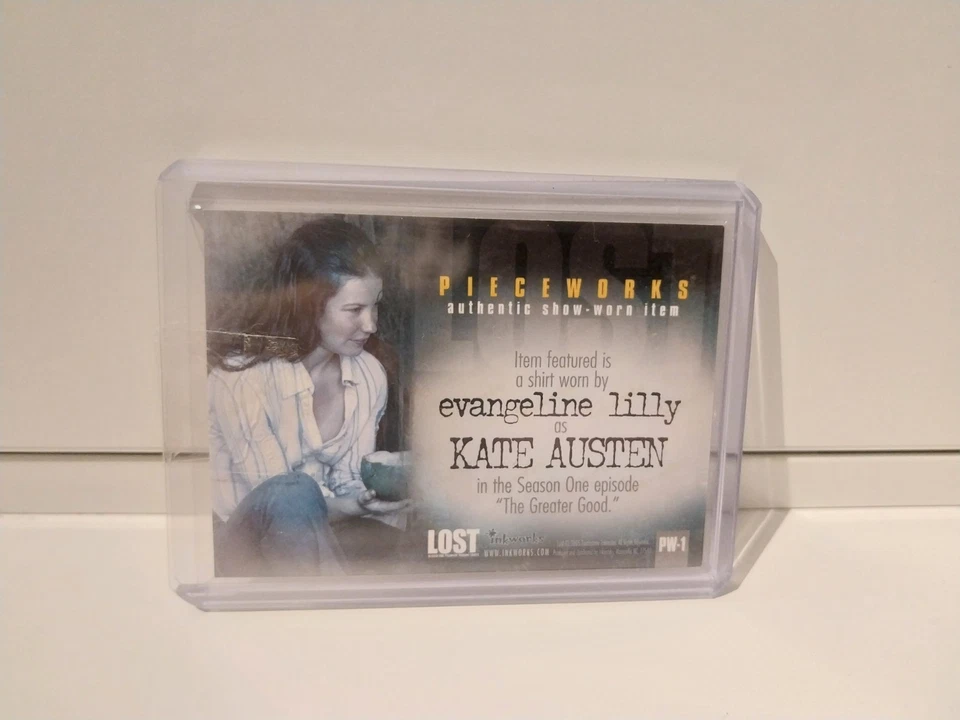 LOST
PIECEWORKS®
authentic show-worn item
Item featured is
a shirt worn by
evangeline lilly
as
KATE AUSTEN
in the Season One episode
"The Greater Good."
LOST inkworks
WWW.INKWORKS.COM
PW-1